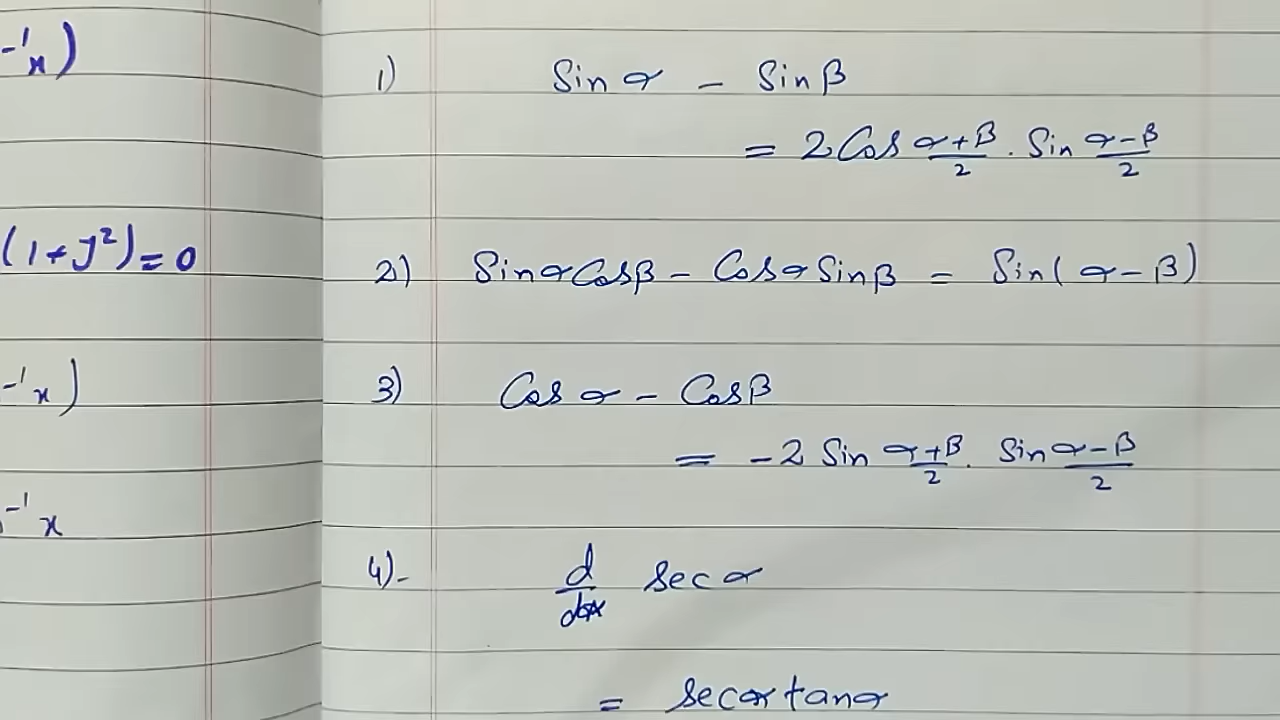 ⁻¹x)
(1+y²)=0
⁻¹x)
⁻¹x
1) Sin α - Sin β
= 2 Cos (α+β)/2 . Sin (α-β)/2
2) Sin α Cos β - Cos α Sin β = Sin(α-β)
3) Cos α - Cos β
= -2 Sin (α+β)/2 . Sin (α-β)/2
4)- d/dα sec α
= sec α tan α